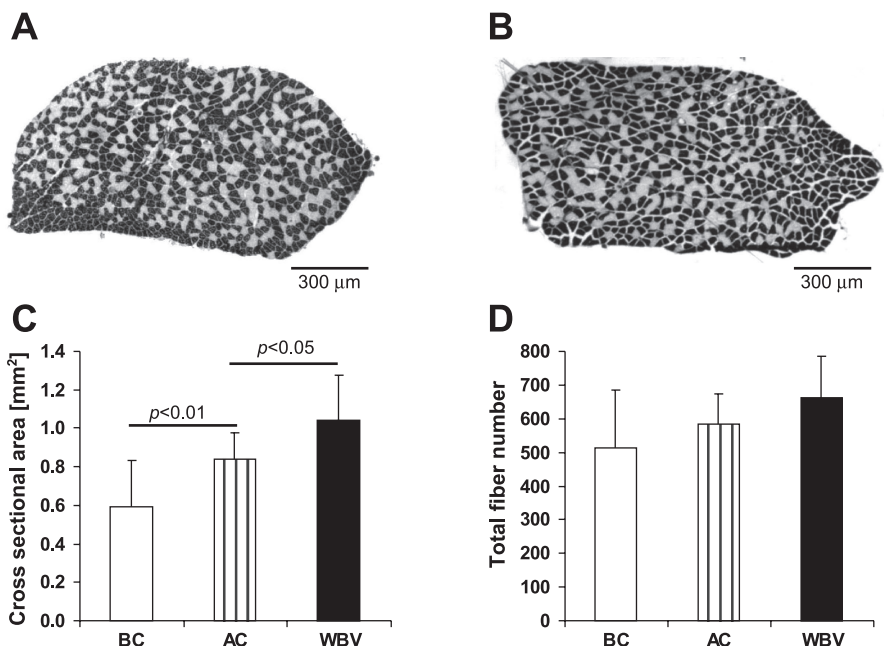 A
B
300 µm
300 µm
C
D
Cross sectional area [mm²]
1.4
1.2
1.0
0.8
0.6
0.4
0.2
0.0
p<0.01
p<0.05
BC
AC
WBV
Total fiber number
800
700
600
500
400
300
200
100
0
BC
AC
WBV